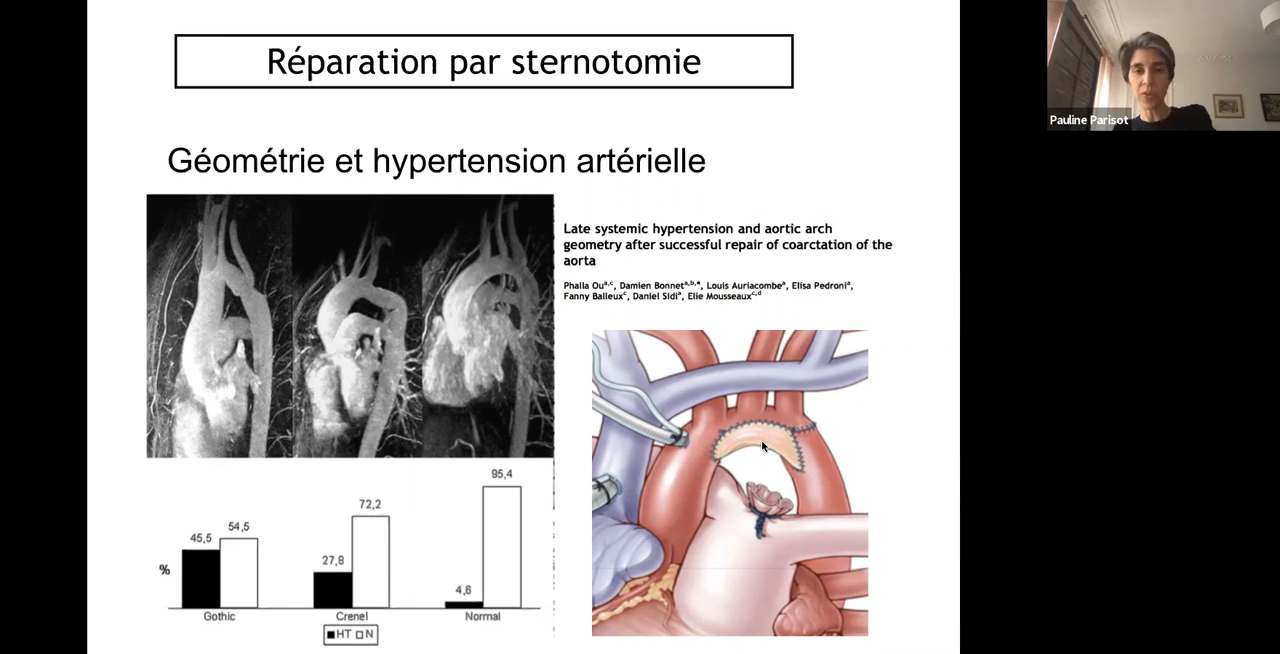 Réparation par sternotomie
Pauline Parisot
Géométrie et hypertension artérielle
Late systemic hypertension and aortic arch
geometry after successful repair of coarctation of the
aorta
Phalla Ou a,c, Damien Bonnet a,b,*, Louis Auriacombe a, Elisa Pedroni a,
Fanny Balleux c, Daniel Sidi a, Elie Mousseaux c,d
95,4
72,2
54,5
45,5
27,8
4,6
%
Gothic Crenel Normal
HT N